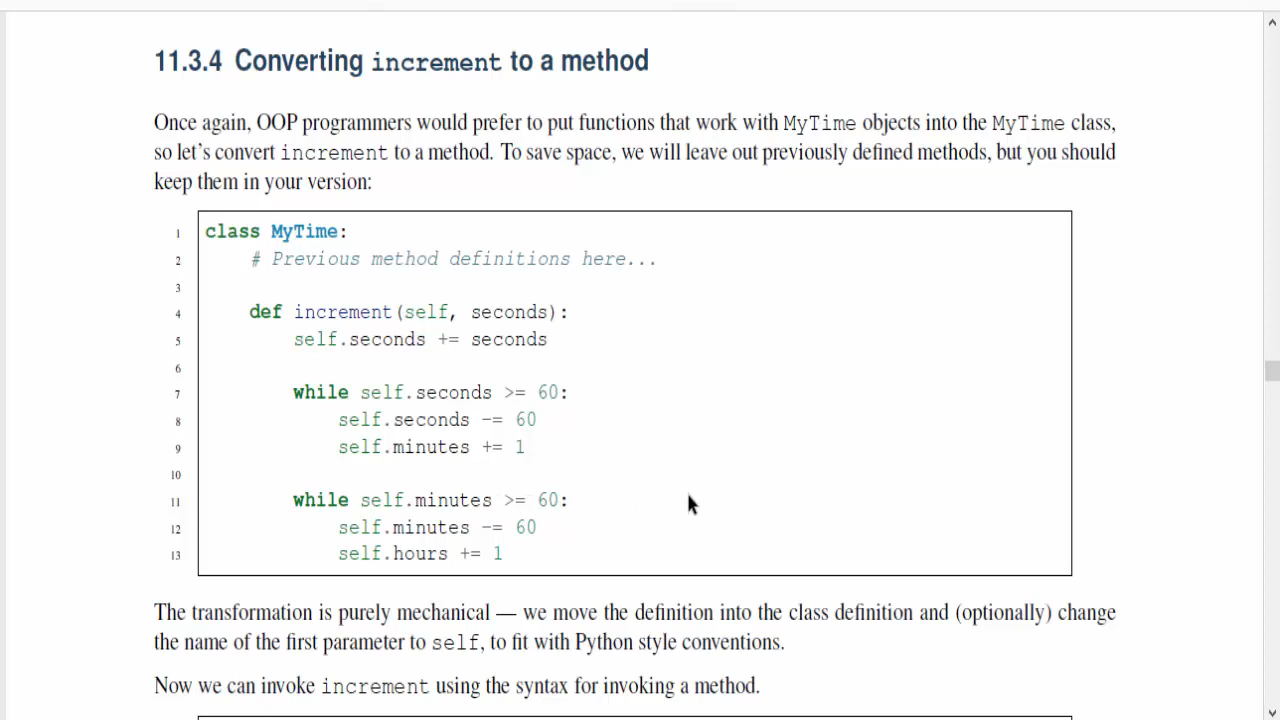 11.3.4 Converting increment to a method
Once again, OOP programmers would prefer to put functions that work with MyTime objects into the MyTime class,
so let's convert increment to a method. To save space, we will leave out previously defined methods, but you should
keep them in your version:
1 class MyTime:
2 # Previous method definitions here...
3
4 def increment(self, seconds):
5 self.seconds += seconds
6
7 while self.seconds >= 60:
8 self.seconds -= 60
9 self.minutes += 1
10
11 while self.minutes >= 60:
12 self.minutes -= 60
13 self.hours += 1
The transformation is purely mechanical — we move the definition into the class definition and (optionally) change
the name of the first parameter to self, to fit with Python style conventions.
Now we can invoke increment using the syntax for invoking a method.